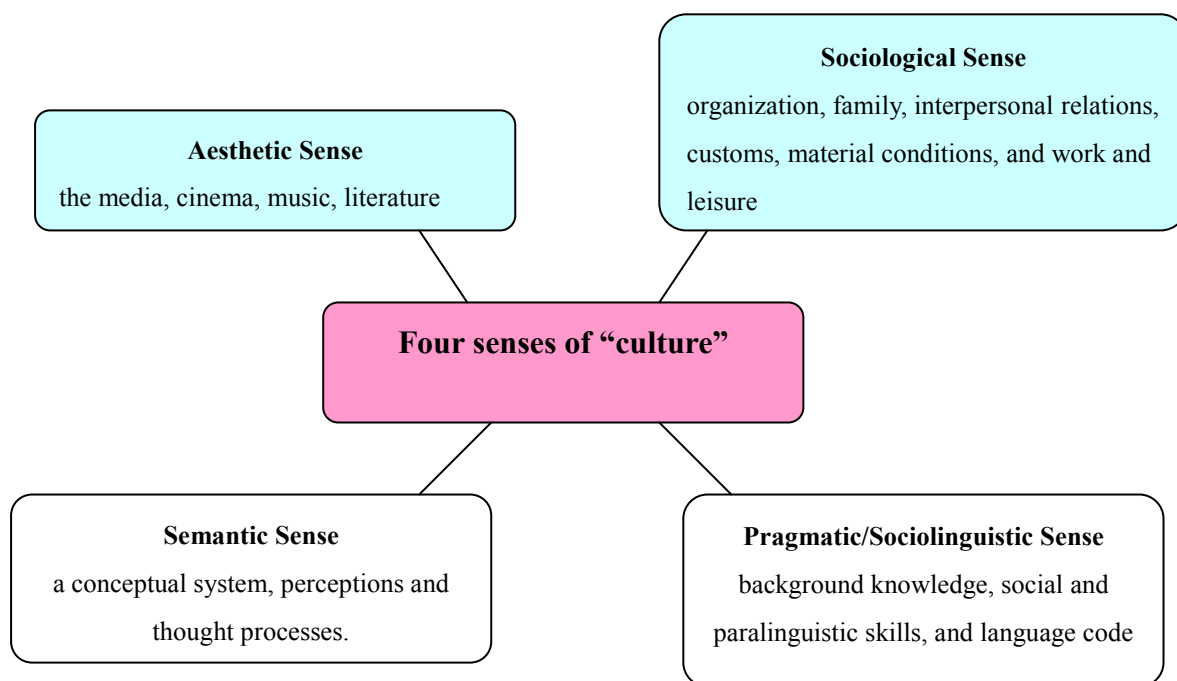 Aesthetic Sense
the media, cinema, music, literature
Sociological Sense
organization, family, interpersonal relations,
customs, material conditions, and work and
leisure
Four senses of “culture”
Semantic Sense
a conceptual system, perceptions and
thought processes.
Pragmatic/Sociolinguistic Sense
background knowledge, social and
paralinguistic skills, and language code